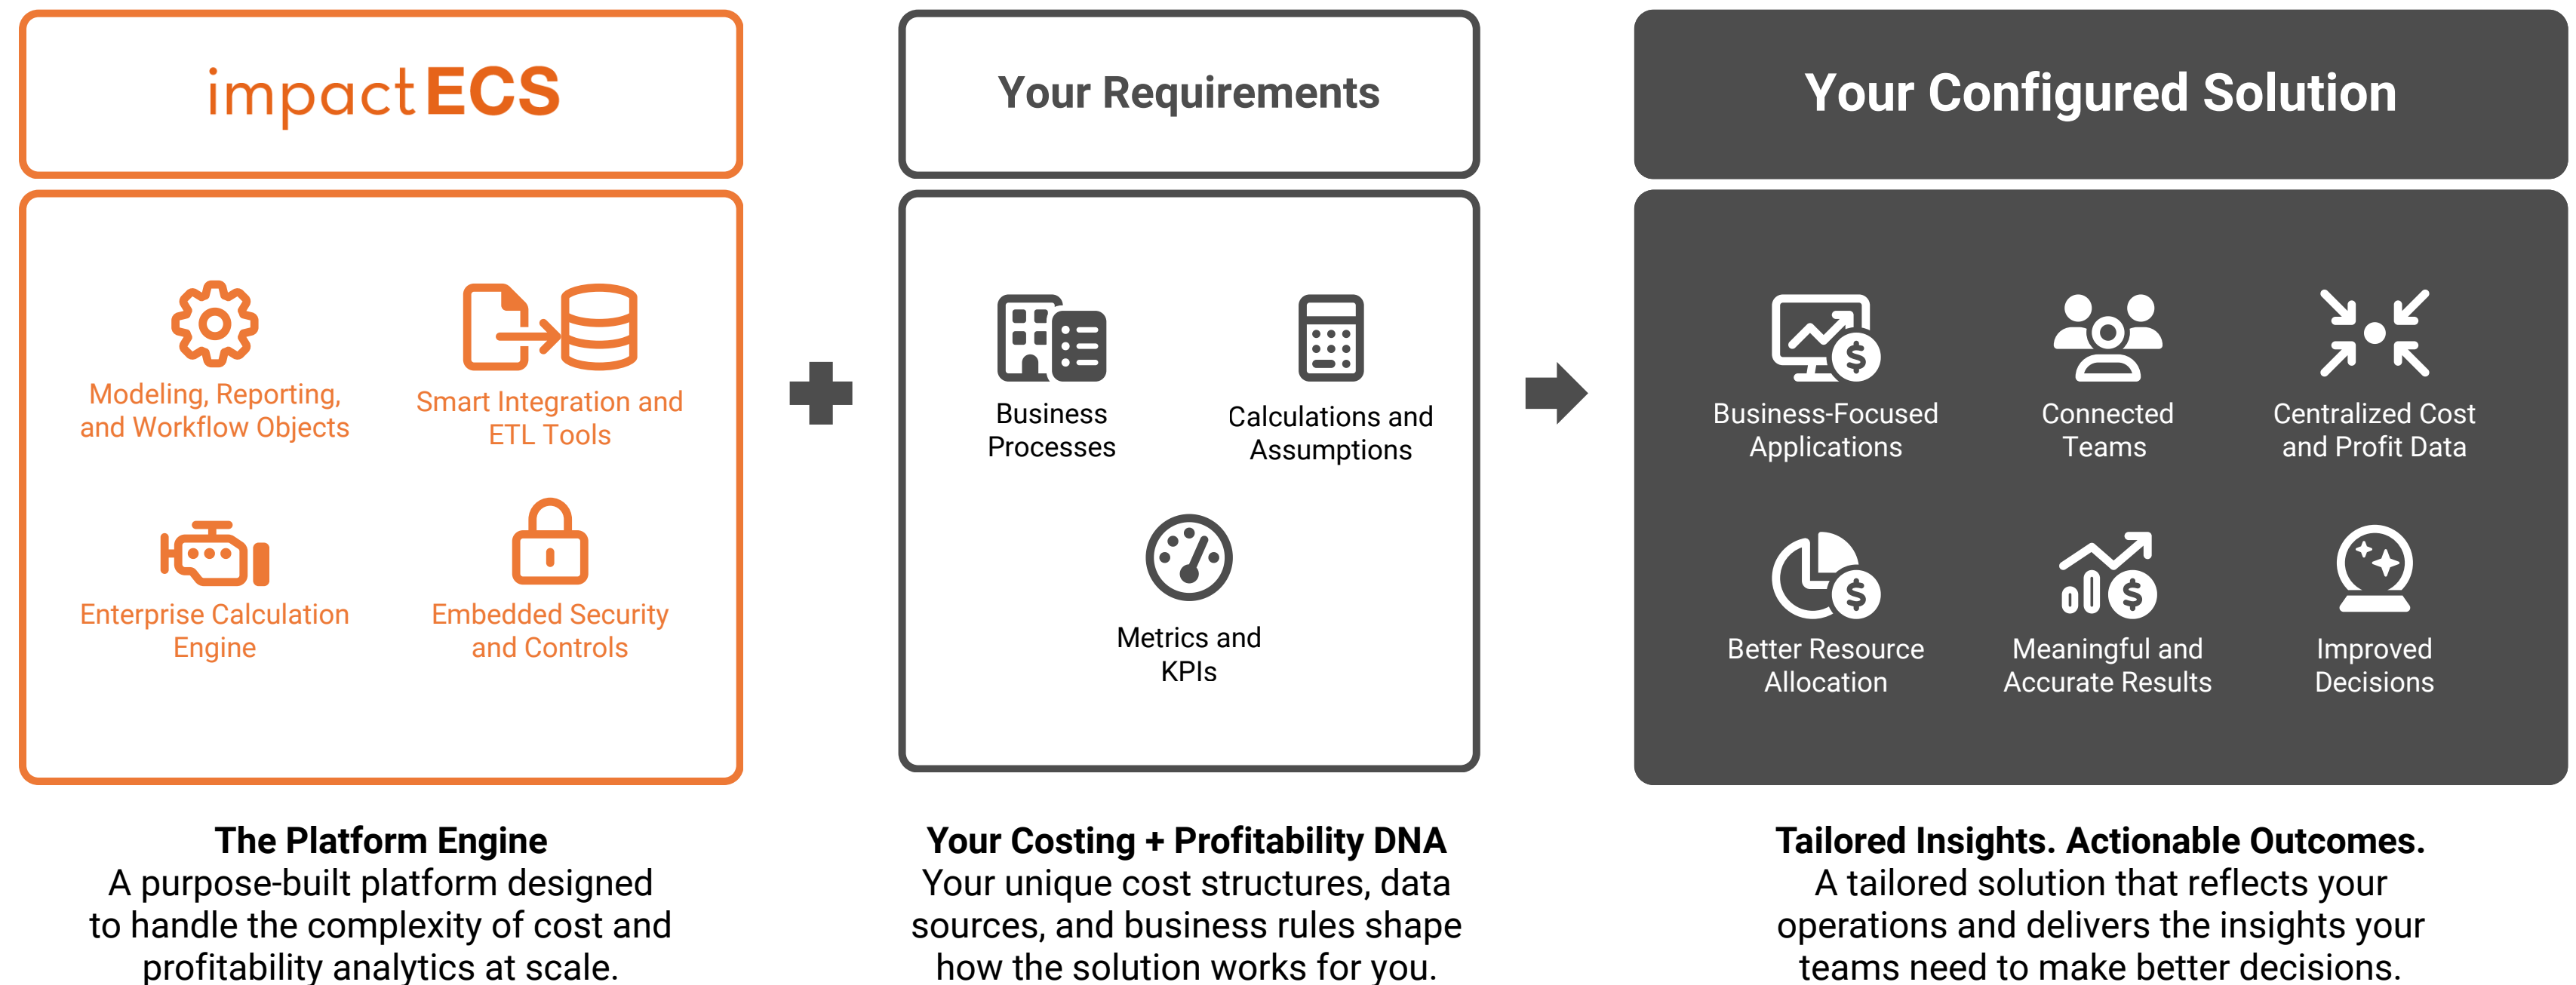 impactECS
Modeling, Reporting,
and Workflow Objects
Smart Integration and
ETL Tools
Enterprise Calculation
Engine
Embedded Security
and Controls
The Platform Engine
A purpose-built platform designed
to handle the complexity of cost and
profitability analytics at scale.
Your Requirements
Business
Processes
Calculations and
Assumptions
Metrics and
KPIs
Your Costing + Profitability DNA
Your unique cost structures, data
sources, and business rules shape
how the solution works for you.
Your Configured Solution
Business-Focused
Applications
Connected
Teams
Centralized Cost
and Profit Data
Better Resource
Allocation
Meaningful and
Accurate Results
Improved
Decisions
Tailored Insights. Actionable Outcomes.
A tailored solution that reflects your
operations and delivers the insights your
teams need to make better decisions.